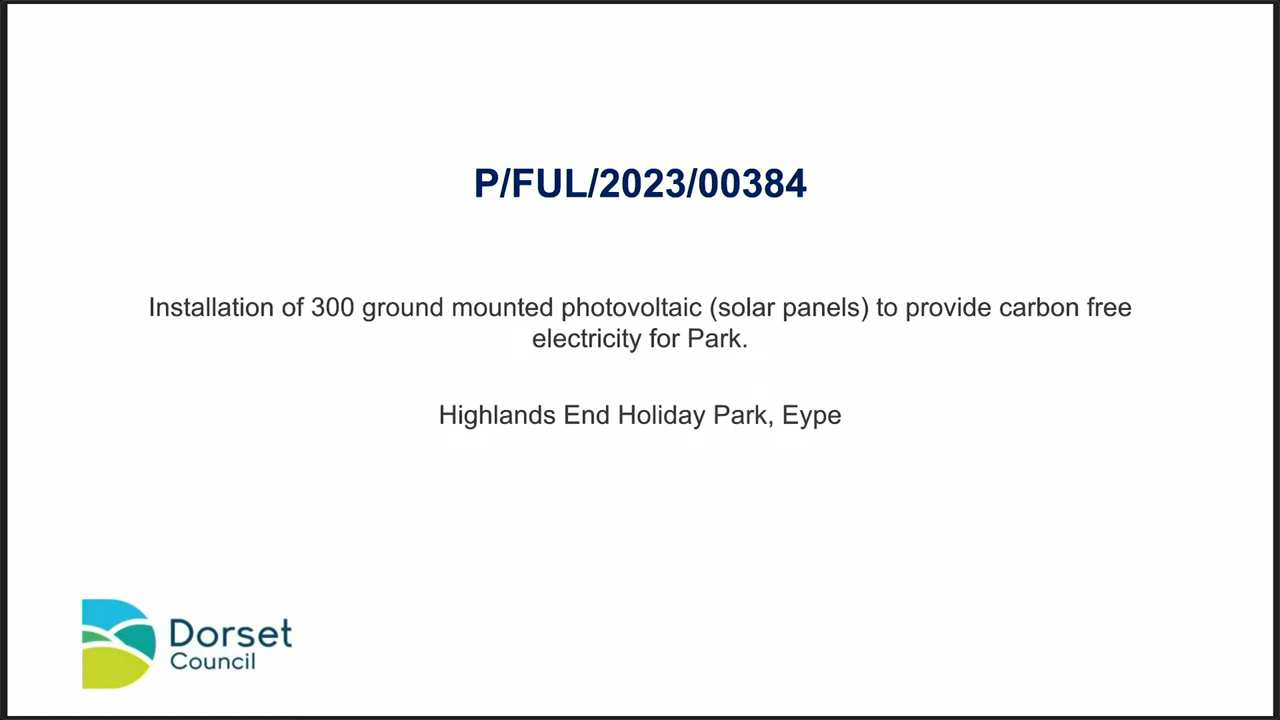 P/FUL/2023/00384
Installation of 300 ground mounted photovoltaic (solar panels) to provide carbon free
electricity for Park.
Highlands End Holiday Park, Eype
Dorset
Council